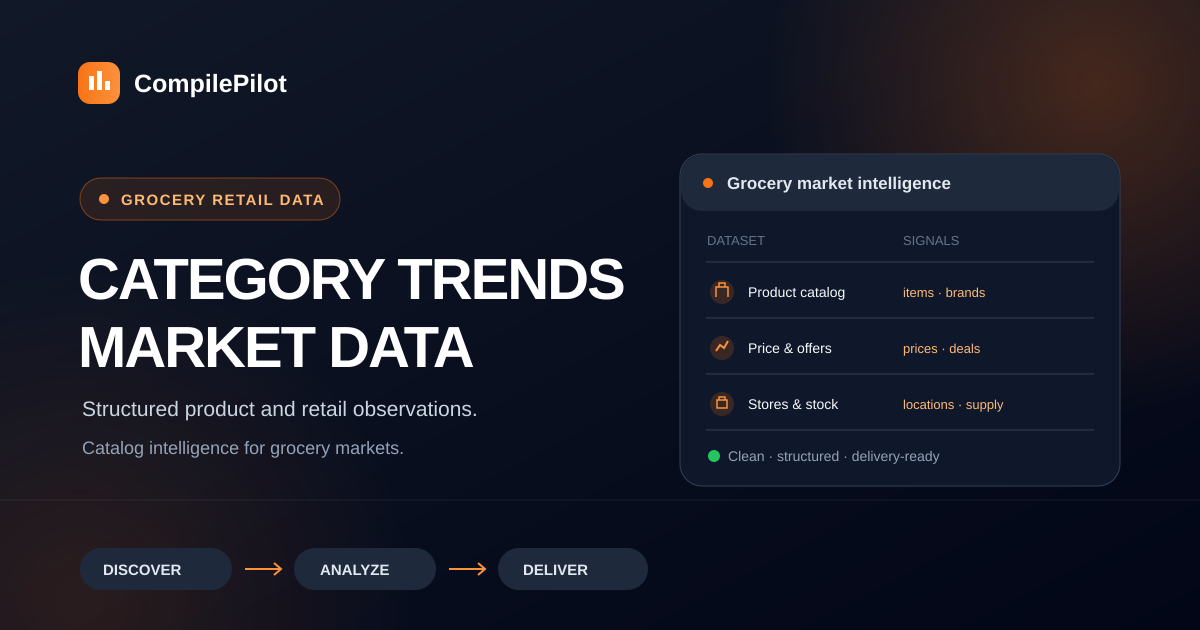 CompilePilot
GROCERY RETAIL DATA
CATEGORY TRENDS
MARKET DATA
Structured product and retail observations.
Catalog intelligence for grocery markets.
Grocery market intelligence
DATASET SIGNALS
Product catalog items · brands
Price & offers prices · deals
Stores & stock locations · supply
Clean · structured · delivery-ready
DISCOVER ANALYZE DELIVER